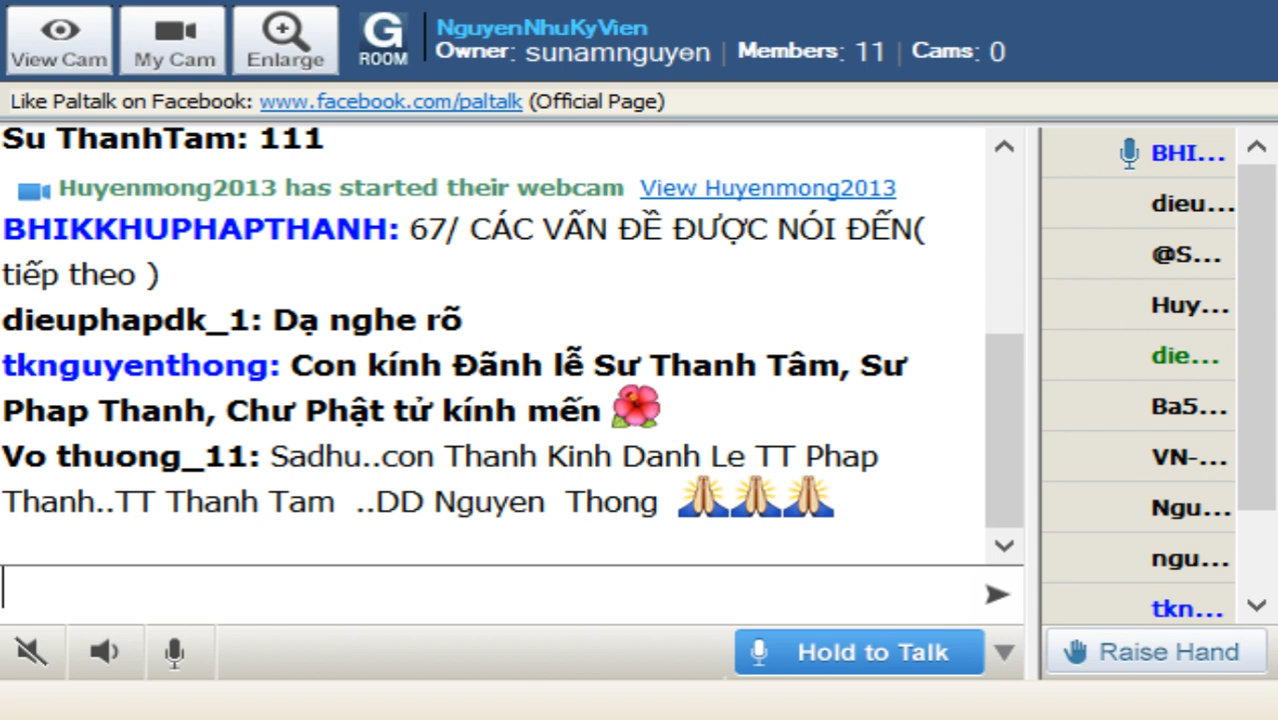 View Cam
My Cam
Enlarge
G
ROOM
NguyenNhuKyVien
Owner: sunamnguyen | Members: 11 | Cams: 0
Like Paltalk on Facebook: www.facebook.com/paltalk (Official Page)
Su ThanhTam: 111
Huyenmong2013 has started their webcam View Huyenmong2013
BHIKKHUPHAPTHANH: 67/ CÁC VẤN ĐỀ ĐƯỢC NÓI ĐẾN(
tiếp theo )
dieuphapdk_1: Dạ nghe rõ
tknguyenthong: Con kính Đãnh lễ Sư Thanh Tâm, Sư
Phap Thanh, Chư Phật tử kính mến
Vo thuong_11: Sadhu..con Thanh Kinh Danh Le TT Phap
Thanh..TT Thanh Tam ..DD Nguyen Thong
BHI...
dieu...
@S...
Huy...
die...
Ba5...
VN-...
Ngu...
ngu...
tkn...
Hold to Talk
Raise Hand